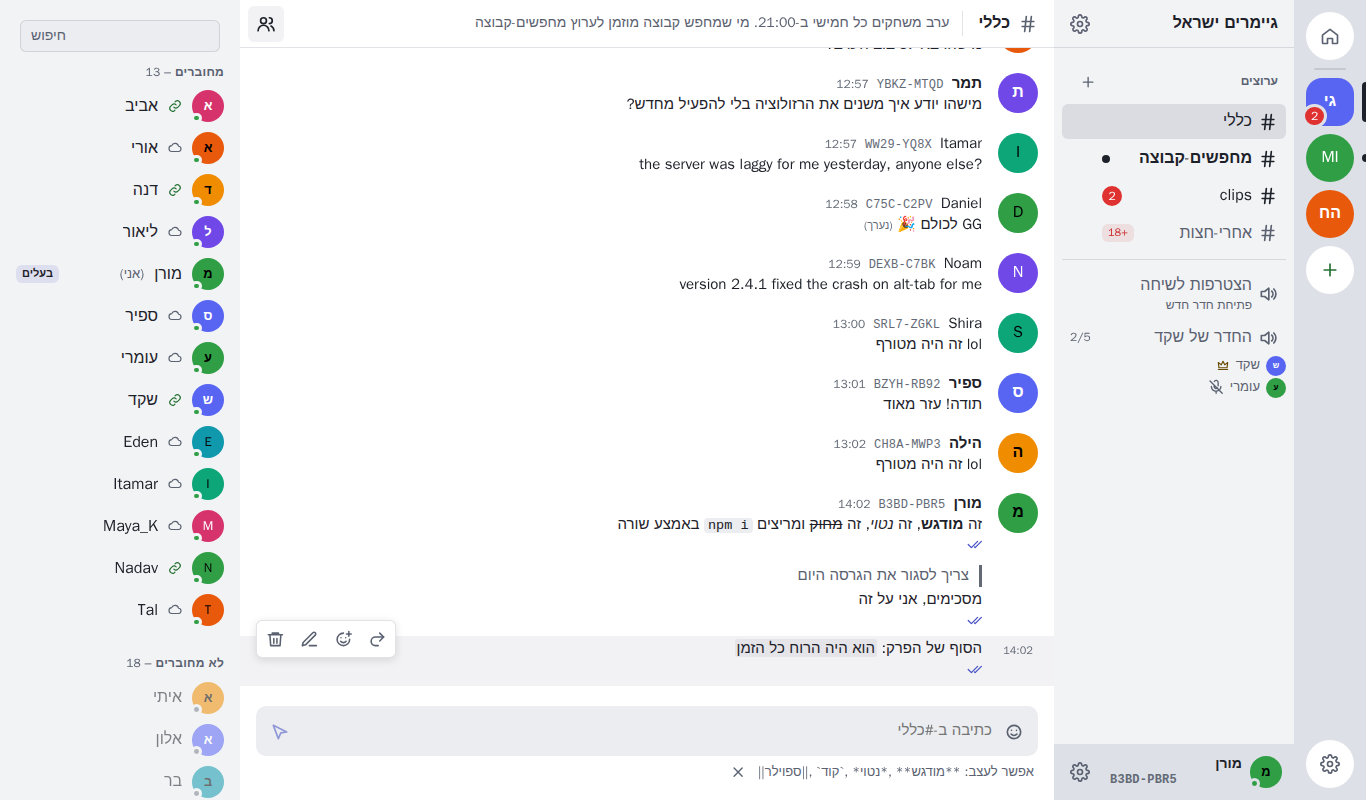 גי
2
MI
הח
גיימרים ישראל
ערוצים
כללי
מחפשים-קבוצה
clips
2
אחרי-חצות
18+
הצטרפות לשיחה
פתיחת חדר חדש
החדר של שקד
2/5
ש
שקד
ע
עומרי
מ
מורן
B3BD-PBR5
# כללי
ערב משחקים כל חמישי ב-21:00. מי שמחפש קבוצה מוזמן לערוץ מחפשים-קבוצה
ת
תמר YBKZ-MTQD 12:57
מישהו יודע איך משנים את הרזולוציה בלי להפעיל מחדש?
I
Itamar WW29-YQ8X 12:57
the server was laggy for me yesterday, anyone else?
D
Daniel C75C-C2PV 12:58
GG לכולם 🎉 (נערך)
N
Noam DEXB-C7BK 12:59
version 2.4.1 fixed the crash on alt-tab for me
S
Shira SRL7-ZGKL 13:00
lol זה היה מטורף
ס
ספיר BZYH-RB92 13:01
תודה! עזר מאוד
ה
הילה CH8A-MWP3 13:02
lol זה היה מטורף
מ
מורן B3BD-PBR5 14:02
זה מודגש, זה נטוי, זה מחוק ומריצים npm i באמצע שורה
צריך לסגור את הגרסה היום
מסכימים, אני על זה
14:02
הסוף של הפרק: הוא היה הרוח כל הזמן
כתיבה ב-#כללי
אפשר לעצב: **מודגש**, *נטוי*, `קוד`, ||ספוילר||
חיפוש
מחוברים – 13
א
אביב
א
אורי
ד
דנה
ל
ליאור
מ
מורן (אני)
בעלים
ס
ספיר
ע
עומרי
ש
שקד
E
Eden
I
Itamar
M
Maya_K
N
Nadav
T
Tal
לא מחוברים – 18
א
איתי
א
אלון
ב
בר